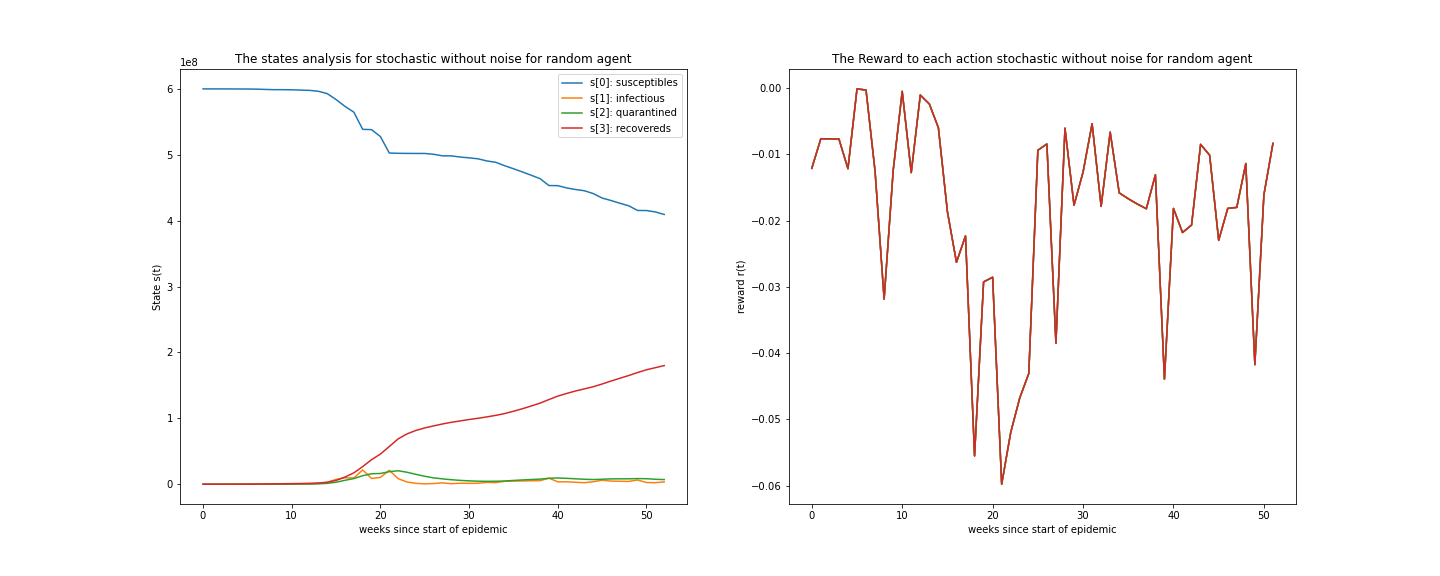 The states analysis for stochastic without noise for random agent
1e8
6
5
4
3
2
1
0
State s(t)
s[0]: susceptibles
s[1]: infectious
s[2]: quarantined
s[3]: recovereds
0 10 20 30 40 50
weeks since start of epidemic
The Reward to each action stochastic without noise for random agent
0.00
−0.01
−0.02
−0.03
−0.04
−0.05
−0.06
reward r(t)
0 10 20 30 40 50
weeks since start of epidemic